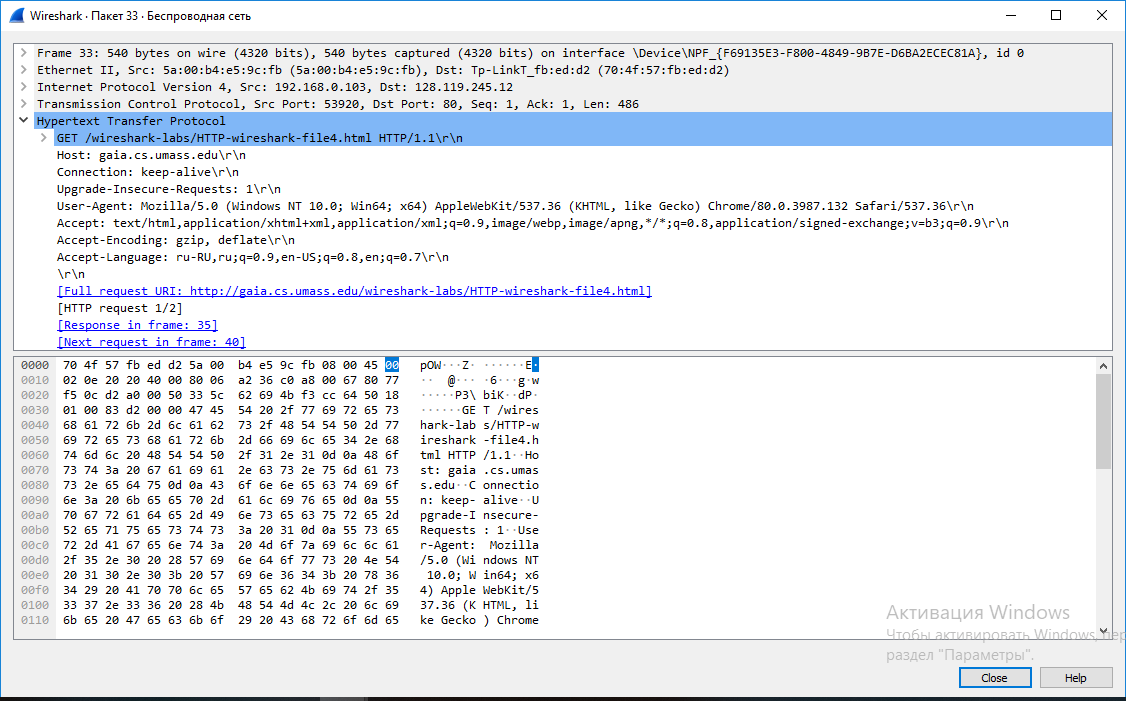 Wireshark · Пакет 33 · Беспроводная сеть
Frame 33: 540 bytes on wire (4320 bits), 540 bytes captured (4320 bits) on interface \Device\NPF_{F69135E3-F800-4849-9B7E-D6BA2ECEC81A}, id 0
Ethernet II, Src: 5a:00:b4:e5:9c:fb (5a:00:b4:e5:9c:fb), Dst: Tp-LinkT_fb:ed:d2 (70:4f:57:fb:ed:d2)
Internet Protocol Version 4, Src: 192.168.0.103, Dst: 128.119.245.12
Transmission Control Protocol, Src Port: 53920, Dst Port: 80, Seq: 1, Ack: 1, Len: 486
Hypertext Transfer Protocol
GET /wireshark-labs/HTTP-wireshark-file4.html HTTP/1.1\r\n
Host: gaia.cs.umass.edu\r\n
Connection: keep-alive\r\n
Upgrade-Insecure-Requests: 1\r\n
User-Agent: Mozilla/5.0 (Windows NT 10.0; Win64; x64) AppleWebKit/537.36 (KHTML, like Gecko) Chrome/80.0.3987.132 Safari/537.36\r\n
Accept: text/html,application/xhtml+xml,application/xml;q=0.9,image/webp,image/apng,*/*;q=0.8,application/signed-exchange;v=b3;q=0.9\r\n
Accept-Encoding: gzip, deflate\r\n
Accept-Language: ru-RU,ru;q=0.9,en-US;q=0.8,en;q=0.7\r\n
\r\n
[Full request URI: http://gaia.cs.umass.edu/wireshark-labs/HTTP-wireshark-file4.html]
[HTTP request 1/2]
[Response in frame: 35]
[Next request in frame: 40]
0000 70 4f 57 fb ed d2 5a 00 b4 e5 9c fb 08 00 45 00 pOW···Z· ······E·
0010 02 0e 20 20 40 00 80 06 a2 36 c0 a8 00 67 80 77 ··  @··· ·6···g·w
0020 f5 0c d2 a0 00 50 33 5c 62 69 4b f3 cc 64 50 18 ·····P3\ biK··dP·
0030 01 00 83 d2 00 00 47 45 54 20 2f 77 69 72 65 73 ······GE T /wires
0040 68 61 72 6b 2d 6c 61 62 73 2f 48 54 54 50 2d 77 hark-lab s/HTTP-w
0050 69 72 65 73 68 61 72 6b 2d 66 69 6c 65 34 2e 68 ireshark -file4.h
0060 74 6d 6c 20 48 54 54 50 2f 31 2e 31 0d 0a 48 6f tml HTTP /1.1··Ho
0070 73 74 3a 20 67 61 69 61 2e 63 73 2e 75 6d 61 73 st: gaia .cs.umas
0080 73 2e 65 64 75 0d 0a 43 6f 6e 6e 65 63 74 69 6f s.edu··C onnectio
0090 6e 3a 20 6b 65 65 70 2d 61 6c 69 76 65 0d 0a 55 n: keep- alive··U
00a0 70 67 72 61 64 65 2d 49 6e 73 65 63 75 72 65 2d pgrade-I nsecure-
00b0 52 65 71 75 65 73 74 73 3a 20 31 0d 0a 55 73 65 Requests : 1··Use
00c0 72 2d 41 67 65 6e 74 3a 20 4d 6f 7a 69 6c 6c 61 r-Agent:  Mozilla
00d0 2f 35 2e 30 20 28 57 69 6e 64 6f 77 73 20 4e 54 /5.0 (Wi ndows NT
00e0 20 31 30 2e 30 3b 20 57 69 6e 36 34 3b 20 78 36  10.0; W in64; x6
00f0 34 29 20 41 70 70 6c 65 57 65 62 4b 69 74 2f 35 4) Apple WebKit/5
0100 33 37 2e 33 36 20 28 4b 48 54 4d 4c 2c 20 6c 69 37.36 (K HTML, li
0110 6b 65 20 47 65 63 6b 6f 29 20 43 68 72 6f 6d 65 ke Gecko ) Chrome
Активация Windows
Чтобы активировать Windows, пер
раздел "Параметры".
Close Help